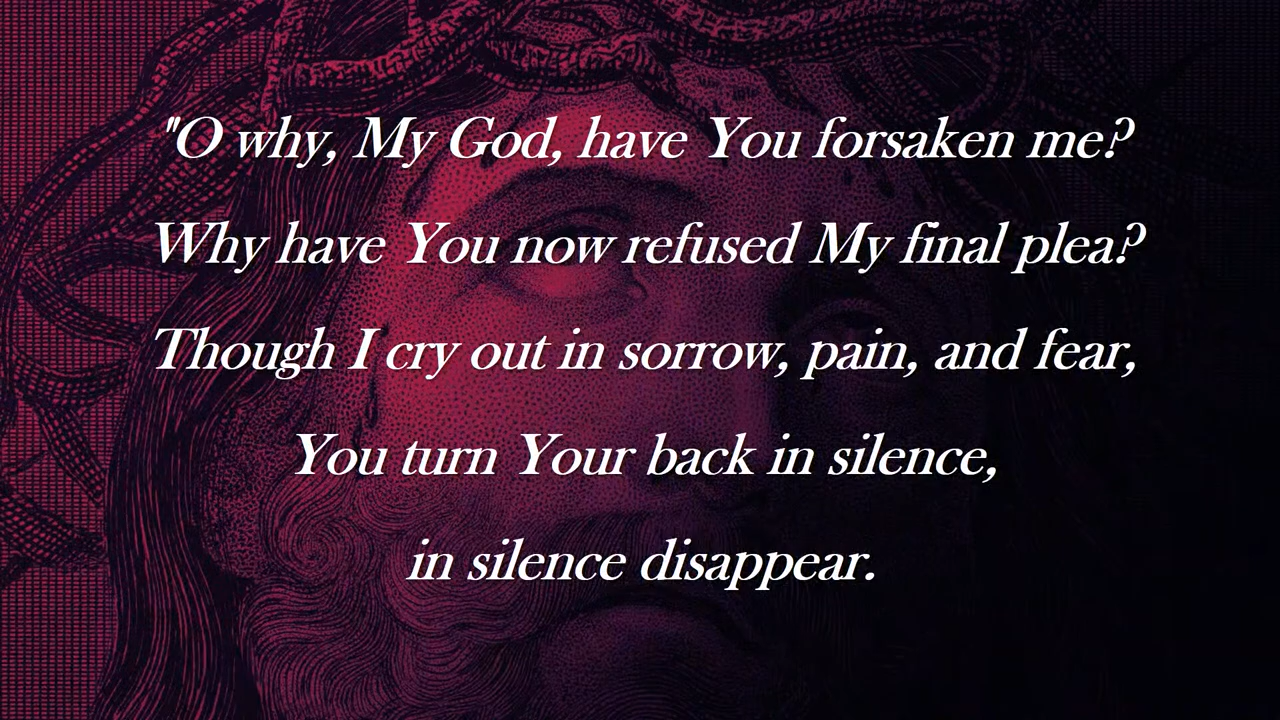 "O why, My God, have You forsaken me?
Why have You now refused My final plea?
Though I cry out in sorrow, pain, and fear,
You turn Your back in silence,
in silence disappear.